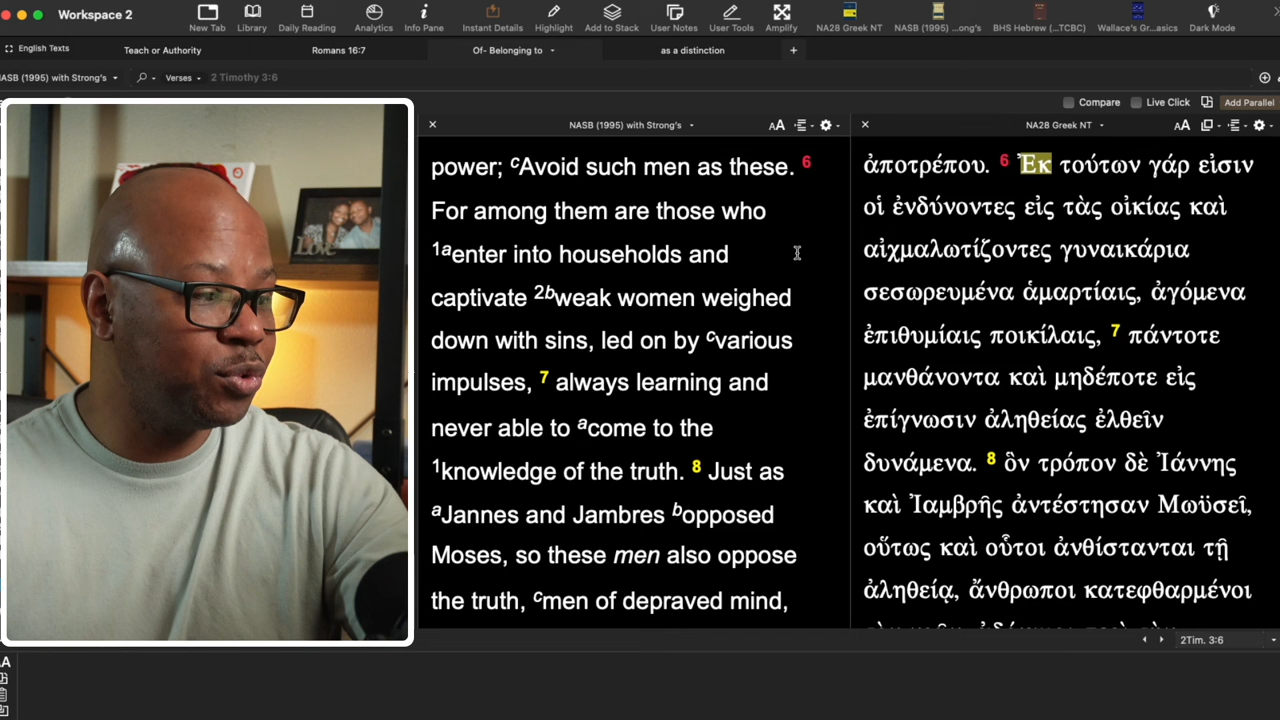 Workspace 2
New Tab
Library
Daily Reading
Analytics
Info Pane
Instant Details
Highlight
Add to Stack
User Notes
User Tools
Amplify
NA28 Greek NT
NASB (1995) ...ong's)
BHS Hebrew (...TCBC)
Wallace's Gr...asics
Dark Mode
English Texts
Teach or Authority
Romans 16:7
Of- Belonging to
as a distinction
+
ASB (1995) with Strong's
Verses
2 Timothy 3:6
Compare
Live Click
Add Parallel
NASB (1995) with Strong's
power; cAvoid such men as these. 6
For among them are those who
1aenter into households and
captivate 2bweak women weighed
down with sins, led on by cvarious
impulses, 7 always learning and
never able to acome to the
1knowledge of the truth. 8 Just as
aJannes and Jambres bopposed
Moses, so these men also oppose
the truth, cmen of depraved mind,
NA28 Greek NT
ἀποτρέπου. 6 Ἐκ τούτων γάρ εἰσιν
οἱ ἐνδύνοντες εἰς τὰς οἰκίας καὶ
αἰχμαλωτίζοντες γυναικάρια
σεσωρευμένα ἁμαρτίαις, ἀγόμενα
ἐπιθυμίαις ποικίλαις, 7 πάντοτε
μανθάνοντα καὶ μηδέποτε εἰς
ἐπίγνωσιν ἀληθείας ἐλθεῖν
δυνάμενα. 8 ὃν τρόπον δὲ Ἰάννης
καὶ Ἰαμβρῆς ἀντέστησαν Μωϋσεῖ,
οὕτως καὶ οὗτοι ἀνθίστανται τῇ
ἀληθείᾳ, ἄνθρωποι κατεφθαρμένοι
2Tim. 3:6
LOVE